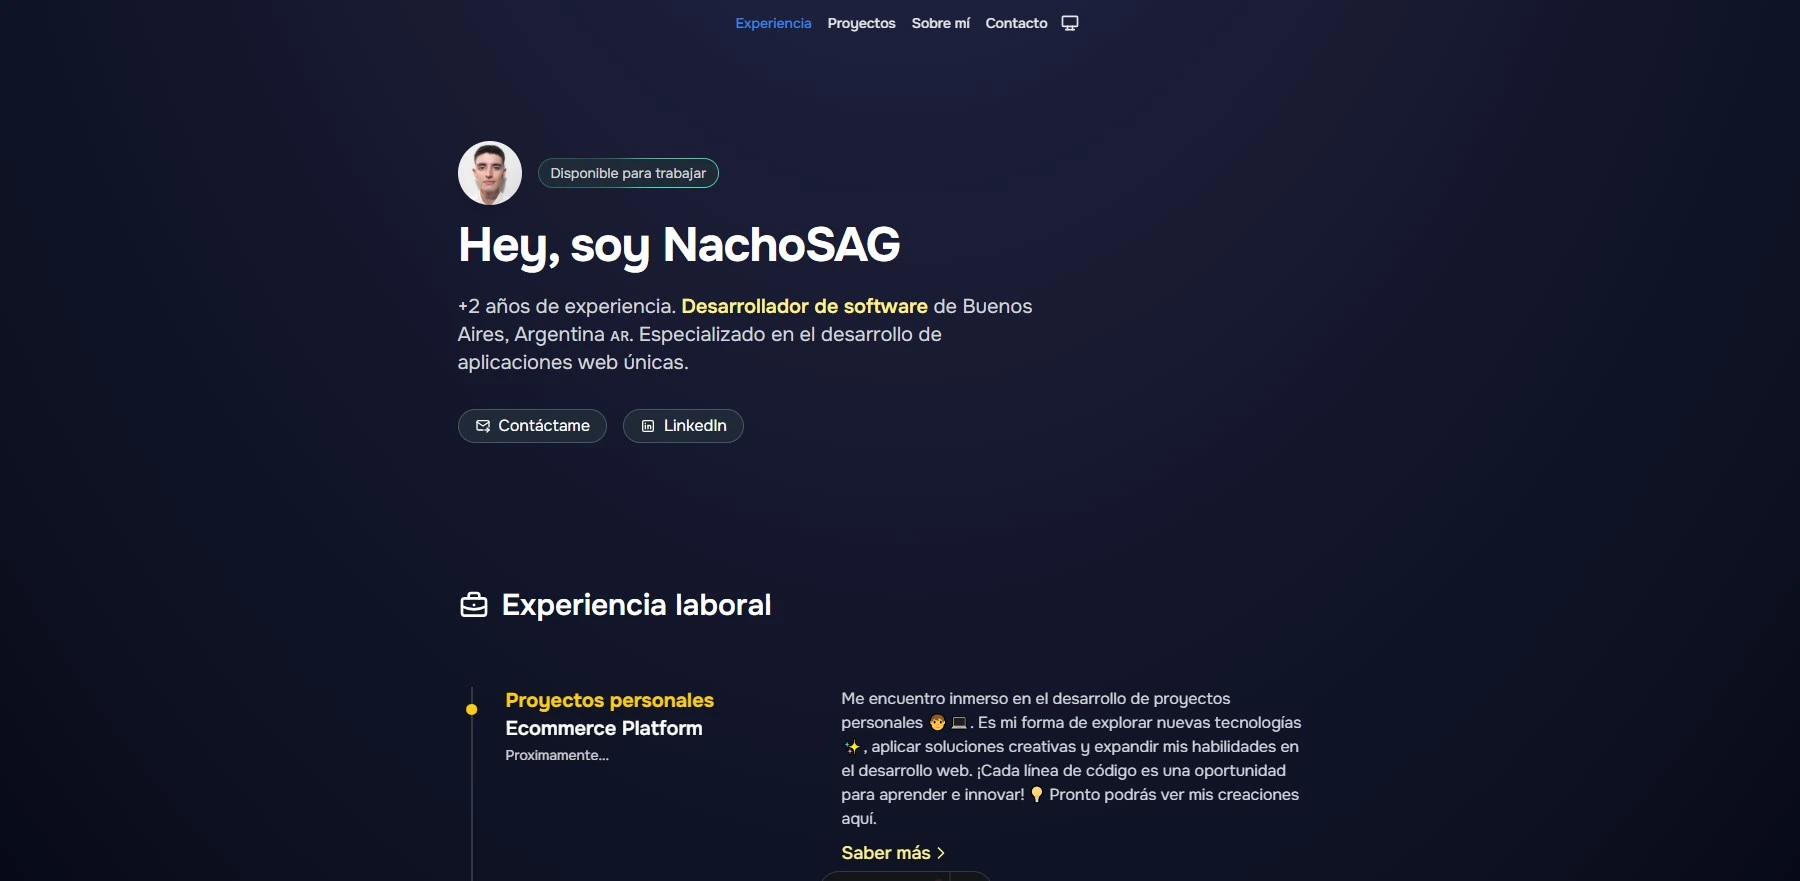 Experiencia Proyectos Sobre mí Contacto
Disponible para trabajar
Hey, soy NachoSAG
+2 años de experiencia. Desarrollador de software de Buenos
Aires, Argentina AR. Especializado en el desarrollo de
aplicaciones web únicas.
Contáctame LinkedIn
Experiencia laboral
Proyectos personales
Ecommerce Platform
Proximamente...
Me encuentro inmerso en el desarrollo de proyectos
personales 🧑 💻. Es mi forma de explorar nuevas tecnologías
✨, aplicar soluciones creativas y expandir mis habilidades en
el desarrollo web. ¡Cada línea de código es una oportunidad
para aprender e innovar! 💡 Pronto podrás ver mis creaciones
aquí.
Saber más